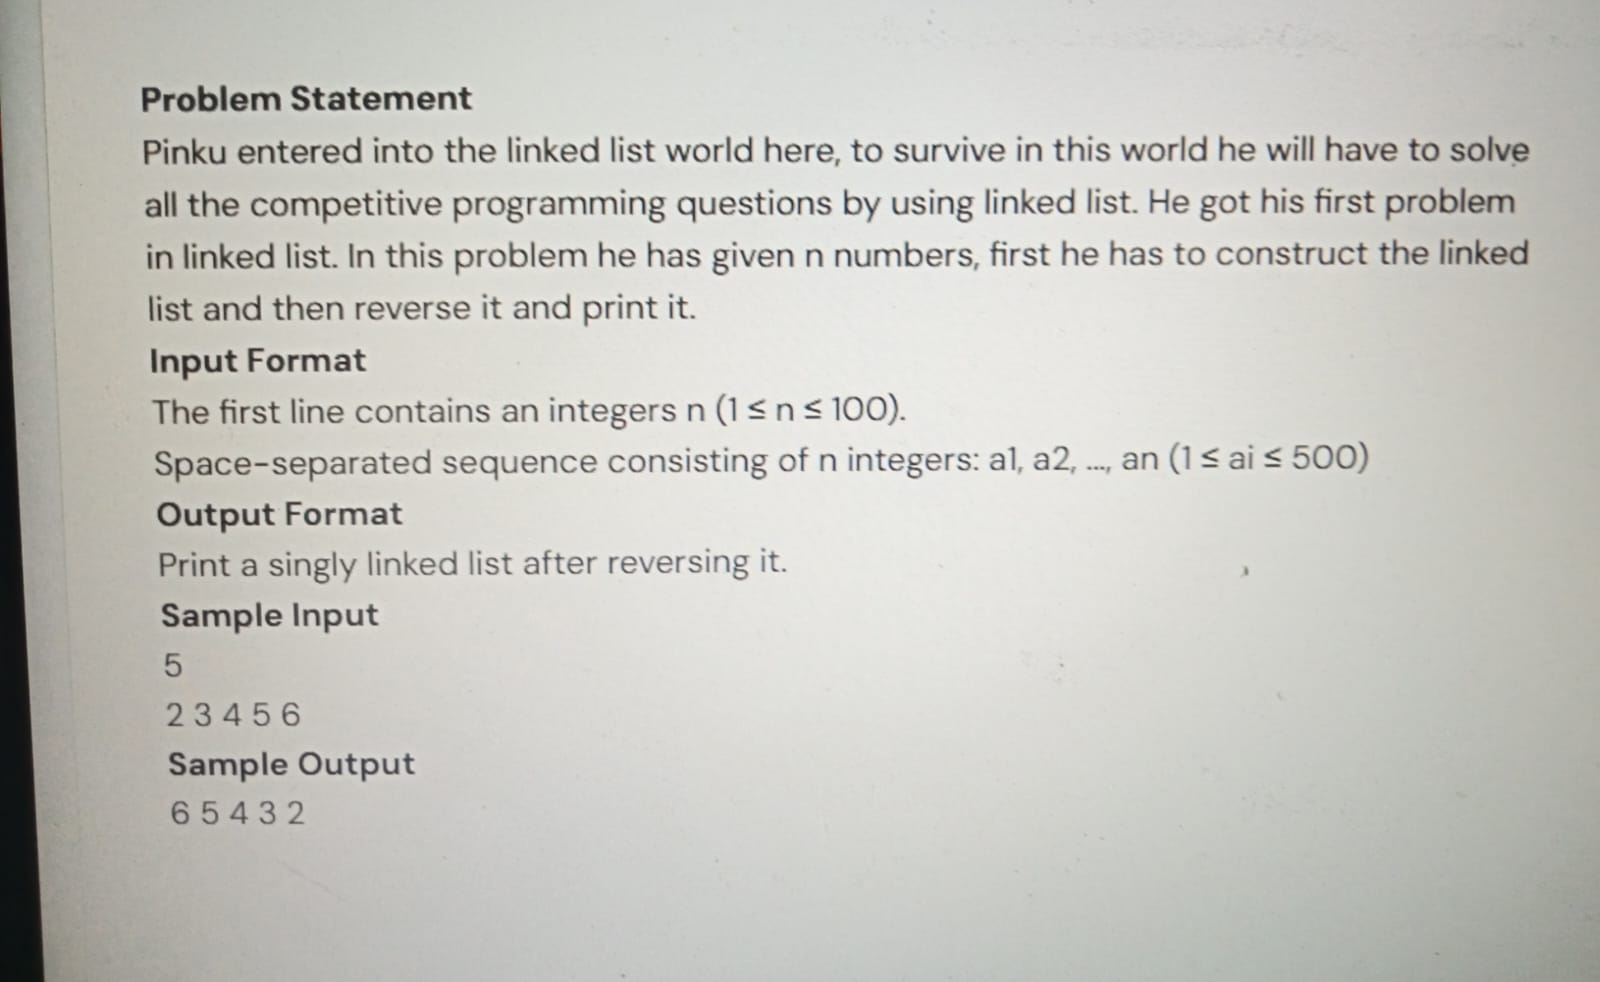 Problem Statement
Pinku entered into the linked list world here, to survive in this world he will have to solve
all the competitive programming questions by using linked list. He got his first problem
in linked list. In this problem he has given n numbers, first he has to construct the linked
list and then reverse it and print it.
Input Format
The first line contains an integers n (1 ≤ n ≤ 100).
Space-separated sequence consisting of n integers: a1, a2, ..., an (1 ≤ ai ≤ 500)
Output Format
Print a singly linked list after reversing it.
Sample Input
5
2 3 4 5 6
Sample Output
6 5 4 3 2